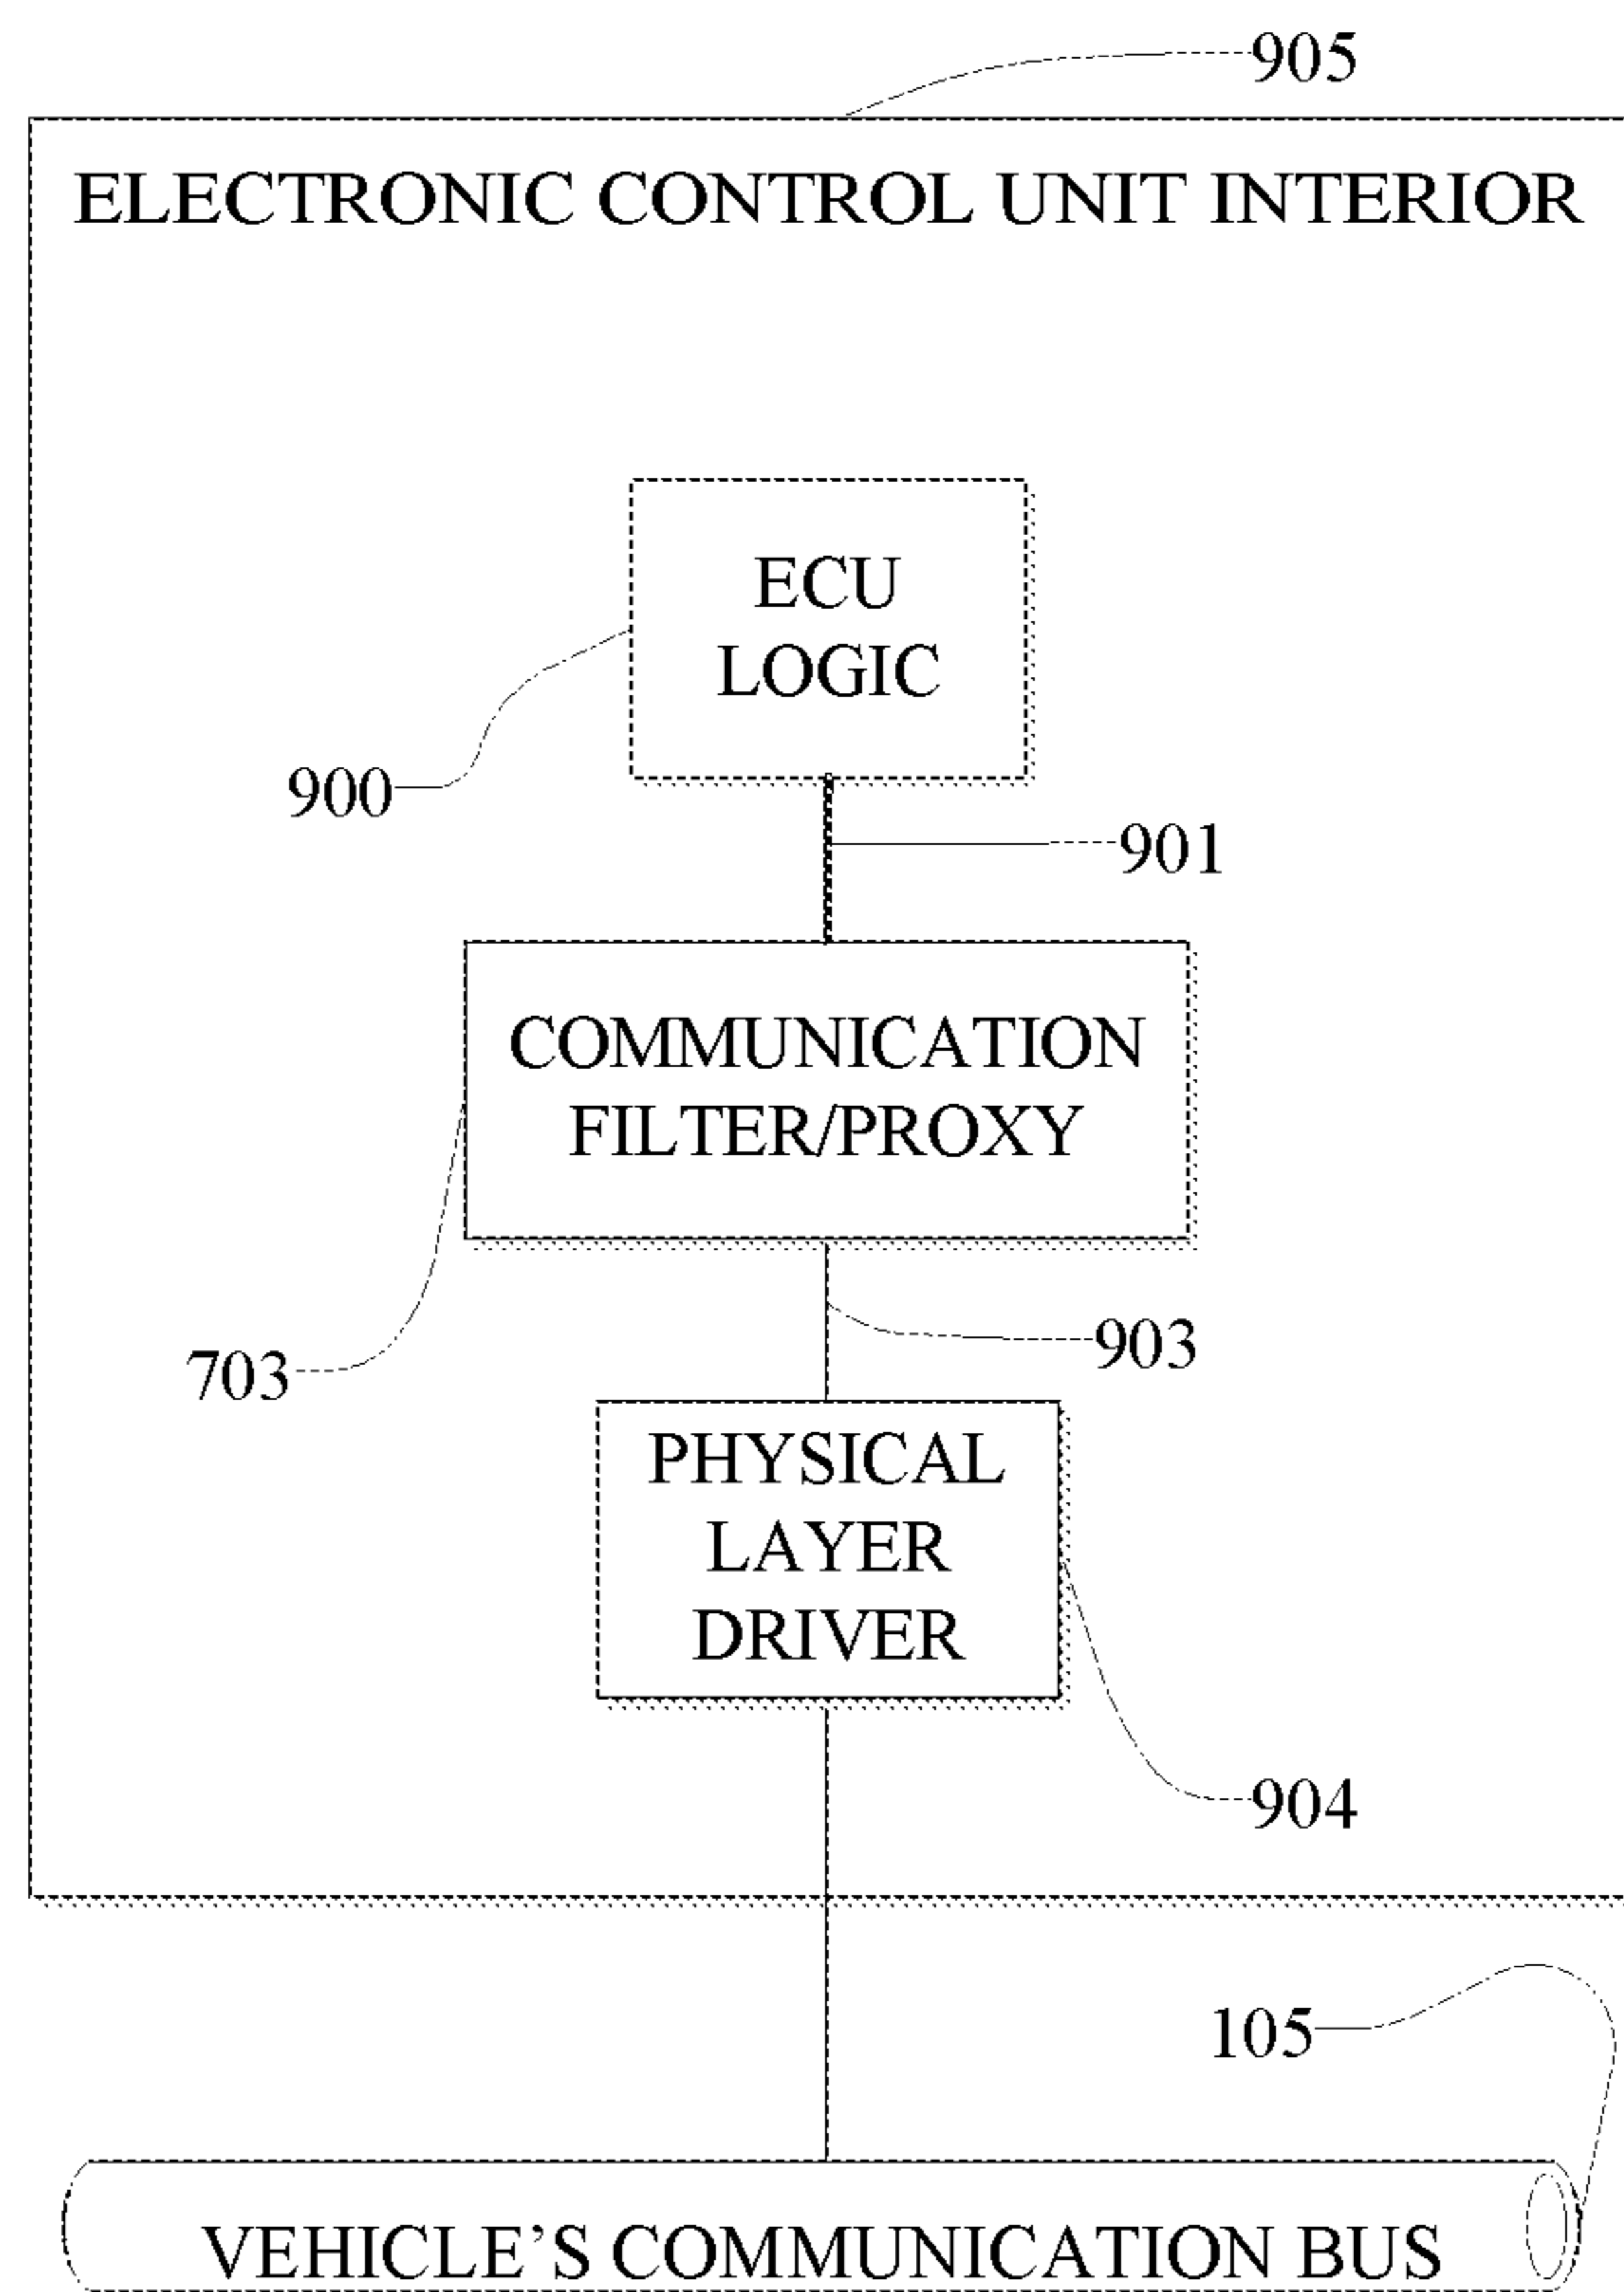 905
ELECTRONIC CONTROL UNIT INTERIOR
ECU
LOGIC
900
901
COMMUNICATION
FILTER/PROXY
903
703
PHYSICAL
LAYER
DRIVER
904
105
VEHICLE’S COMMUNICATION BUS